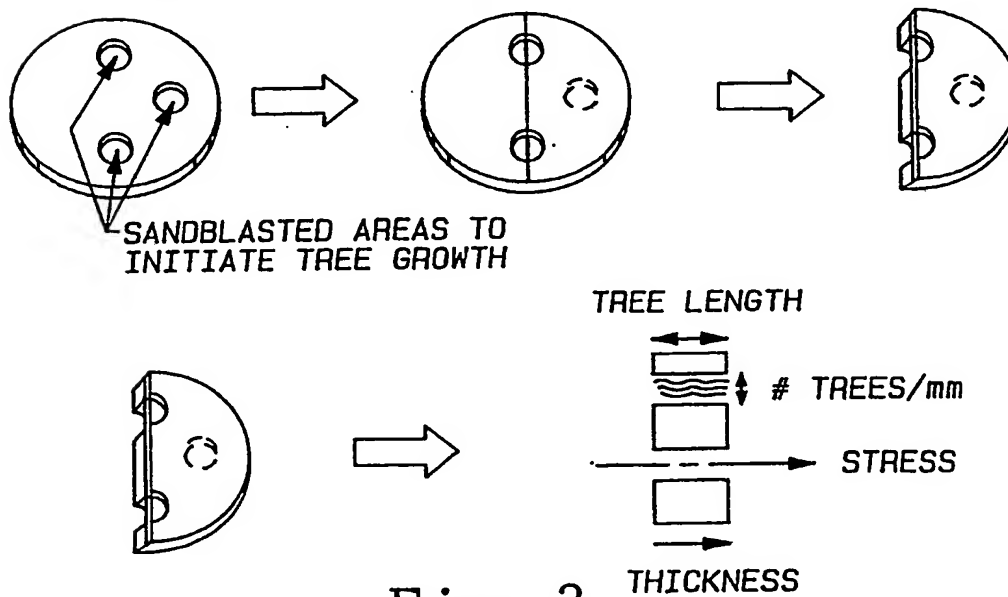 SANDBLASTED AREAS TO
INITIATE TREE GROWTH
TREE LENGTH
# TREES/mm
STRESS
THICKNESS